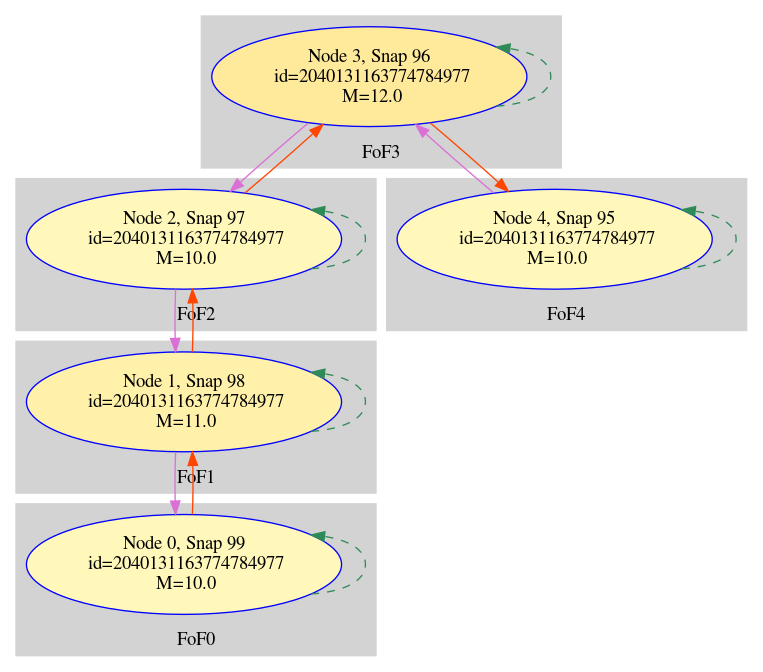 Node 3, Snap 96
id=2040131163774784977
M=12.0
FoF3
Node 2, Snap 97
id=2040131163774784977
M=10.0
FoF2
Node 4, Snap 95
id=2040131163774784977
M=10.0
FoF4
Node 1, Snap 98
id=2040131163774784977
M=11.0
FoF1
Node 0, Snap 99
id=2040131163774784977
M=10.0
FoF0